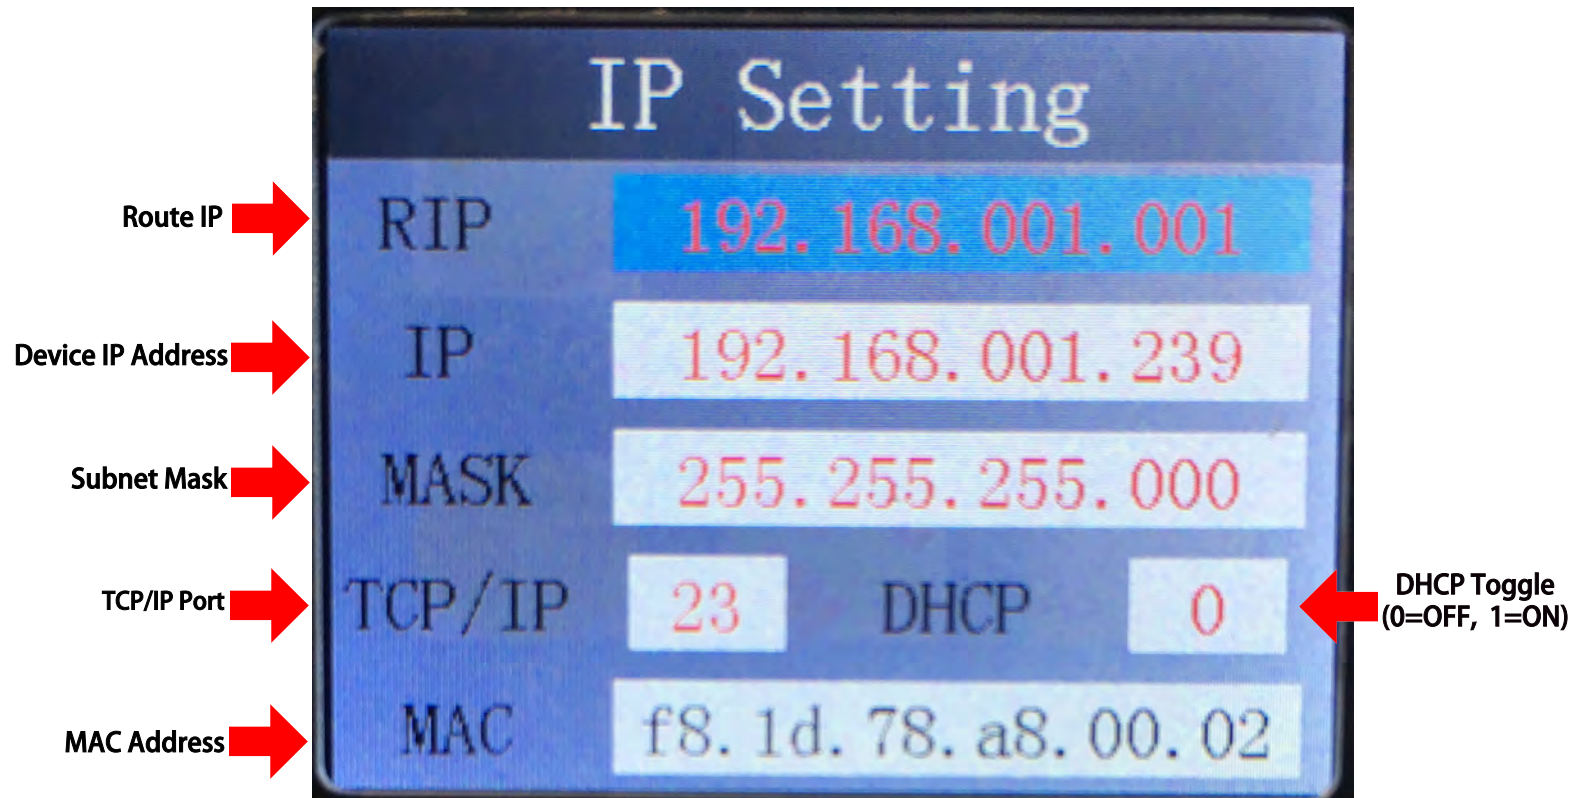 IP Setting
Route IP RIP 192.168.001.001
Device IP Address IP 192.168.001.239
Subnet Mask MASK 255.255.255.000
TCP/IP Port TCP/IP 23 DHCP 0 DHCP Toggle
(0=OFF, 1=ON)
MAC Address MAC f8.1d.78.a8.00.02